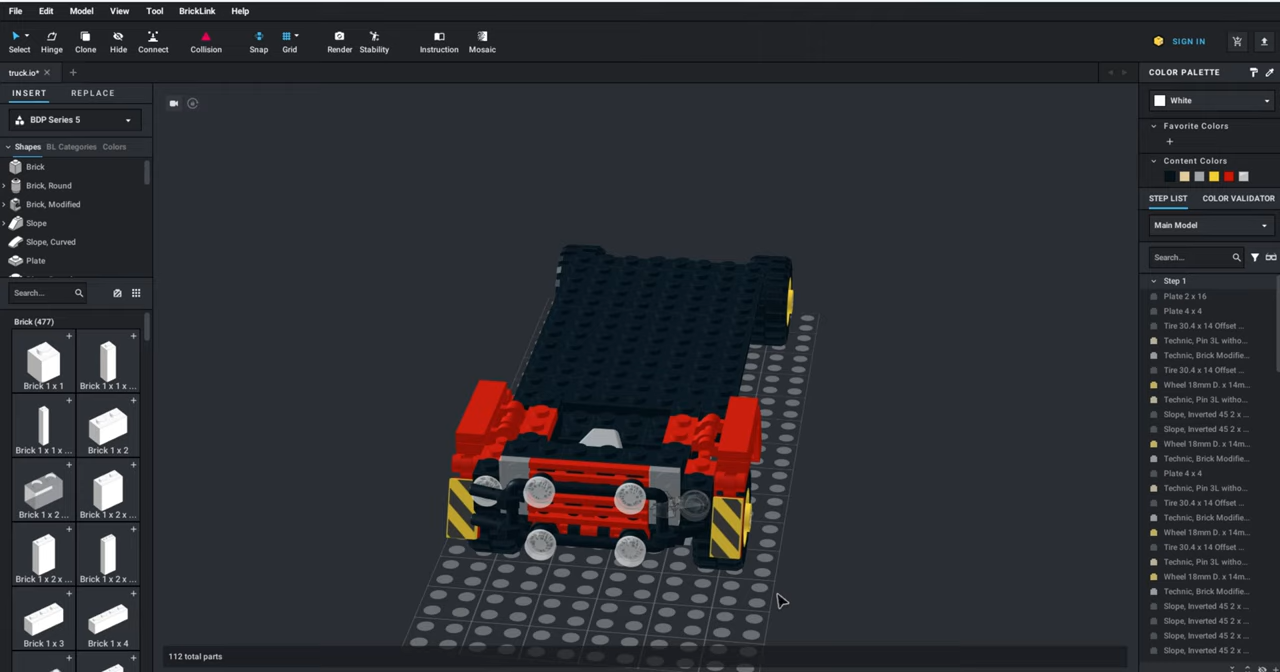 File Edit Model View Tool BrickLink Help
Select Hinge Clone Hide Connect Collision Snap Grid Render Stability Instruction Mosaic SIGN IN
truck.io*
INSERT REPLACE
BDP Series 5
Shapes BL Categories Colors
Brick
Brick, Round
Brick, Modified
Slope
Slope, Curved
Plate
Search...
Brick (477)
Brick 1 x 1 Brick 1 x 1 x ...
Brick 1 x 1 x ... Brick 1 x 2
Brick 1 x 2 ... Brick 1 x 2 x ...
Brick 1 x 2 x ... Brick 1 x 2 x ...
Brick 1 x 3 Brick 1 x 4
112 total parts
COLOR PALETTE
White
Favorite Colors
Content Colors
STEP LIST COLOR VALIDATOR
Main Model
Search...
Step 1
Plate 2 x 16
Plate 4 x 4
Tire 30.4 x 14 Offset ...
Technic, Pin 3L witho...
Technic, Brick Modifie...
Tire 30.4 x 14 Offset ...
Wheel 18mm D. x 14m...
Technic, Pin 3L witho...
Slope, Inverted 45 2 x ...
Slope, Inverted 45 2 x ...
Wheel 18mm D. x 14m...
Technic, Brick Modifie...
Plate 4 x 4
Technic, Pin 3L witho...
Tire 30.4 x 14 Offset ...
Technic, Brick Modifie...
Wheel 18mm D. x 14m...
Tire 30.4 x 14 Offset ...
Wheel 18mm D. x 14m...
Technic, Brick Modifie...
Slope, Inverted 45 2 x ...
Slope, Inverted 45 2 x ...
Slope, Inverted 45 2 x ...
Slope, Inverted 45 2 x ...